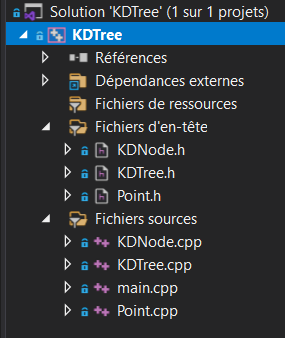 Solution 'KDTree' (1 sur 1 projets)
KDTree
Références
Dépendances externes
Fichiers de ressources
Fichiers d'en-tête
KDNode.h
KDTree.h
Point.h
Fichiers sources
KDNode.cpp
KDTree.cpp
main.cpp
Point.cpp